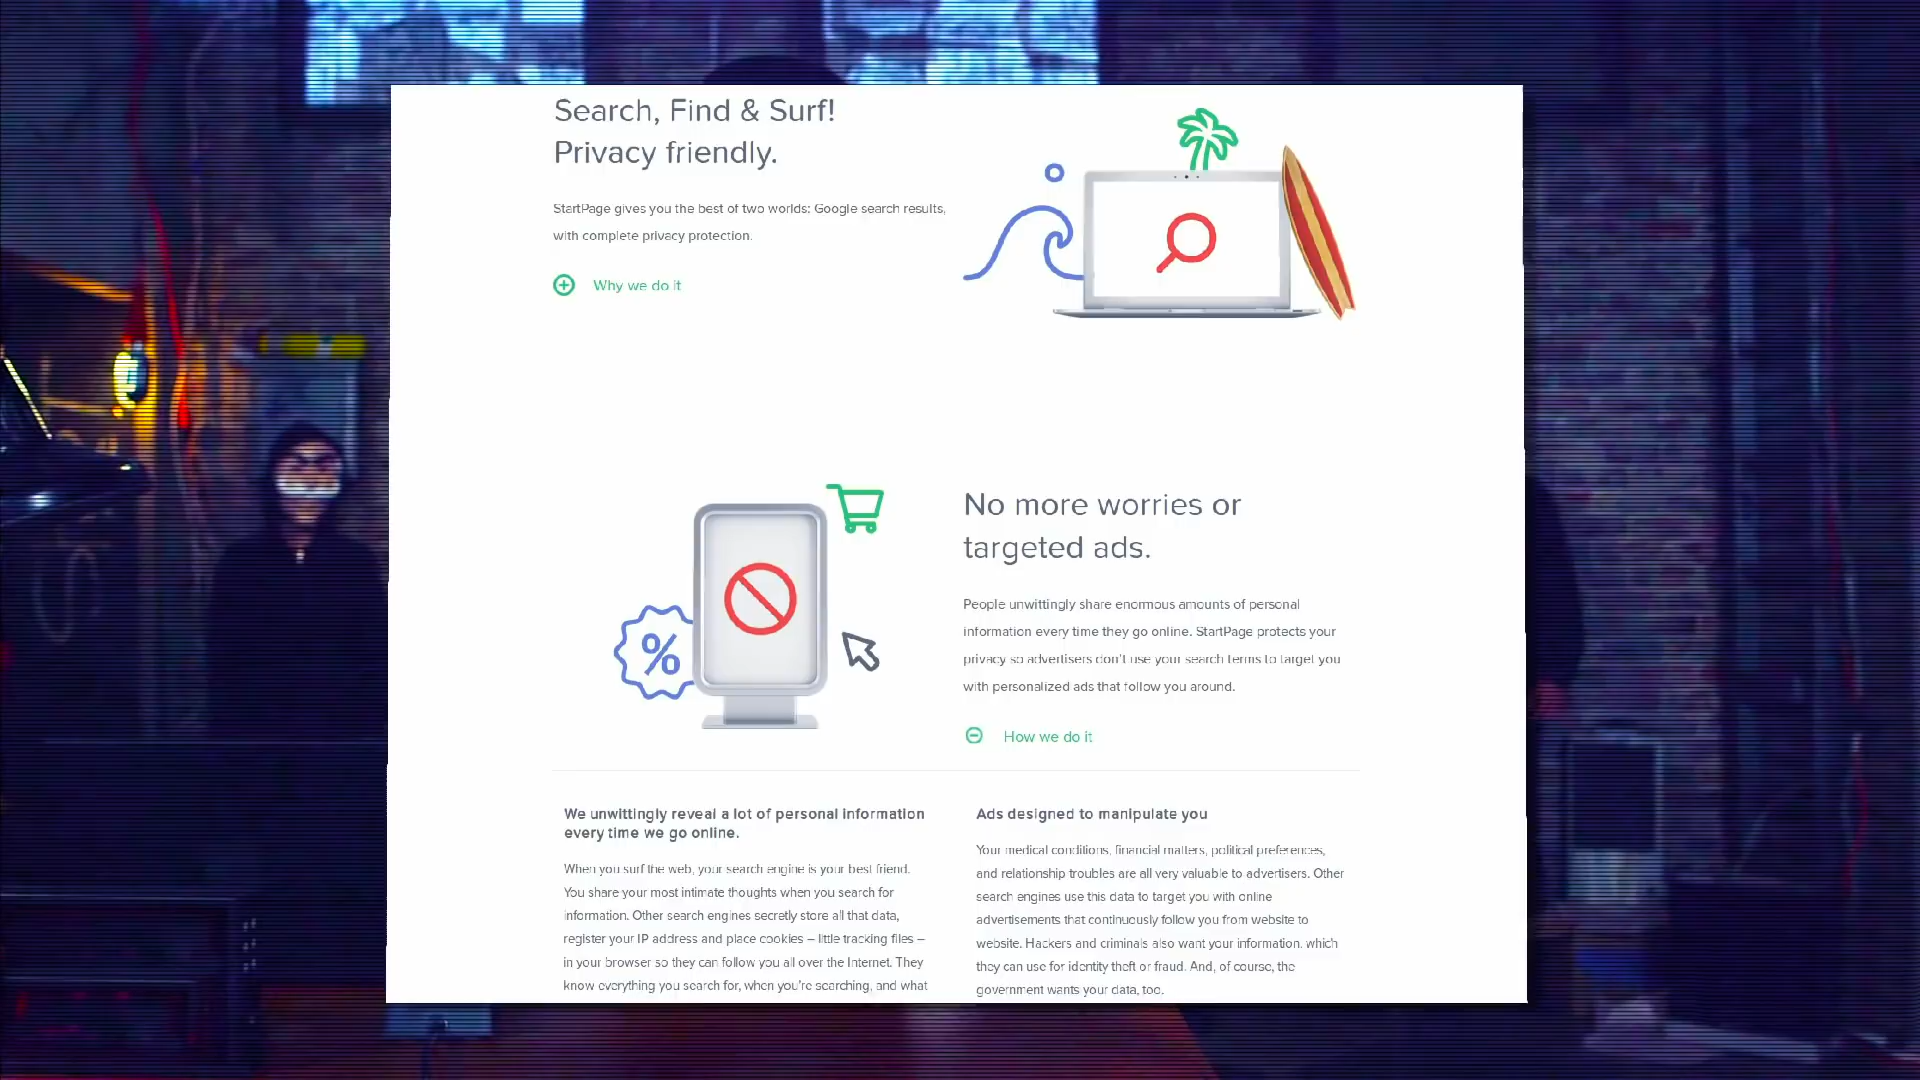 Search, Find & Surf!
Privacy friendly.
StartPage gives you the best of two worlds: Google search results,
with complete privacy protection.
Why we do it
No more worries or
targeted ads.
People unwittingly share enormous amounts of personal
information every time they go online. StartPage protects your
privacy so advertisers don't use your search terms to target you
with personalized ads that follow you around.
%
How we do it
We unwittingly reveal a lot of personal information
every time we go online.
When you surf the web, your search engine is your best friend.
You share your most intimate thoughts when you search for
information. Other search engines secretly store all that data,
register your IP address and place cookies – little tracking files –
in your browser so they can follow you all over the Internet. They
know everything you search for, when you're searching, and what
Ads designed to manipulate you
Your medical conditions, financial matters, political preferences,
and relationship troubles are all very valuable to advertisers. Other
search engines use this data to target you with online
advertisements that continuously follow you from website to
website. Hackers and criminals also want your information, which
they can use for identity theft or fraud. And, of course, the
government wants your data, too.